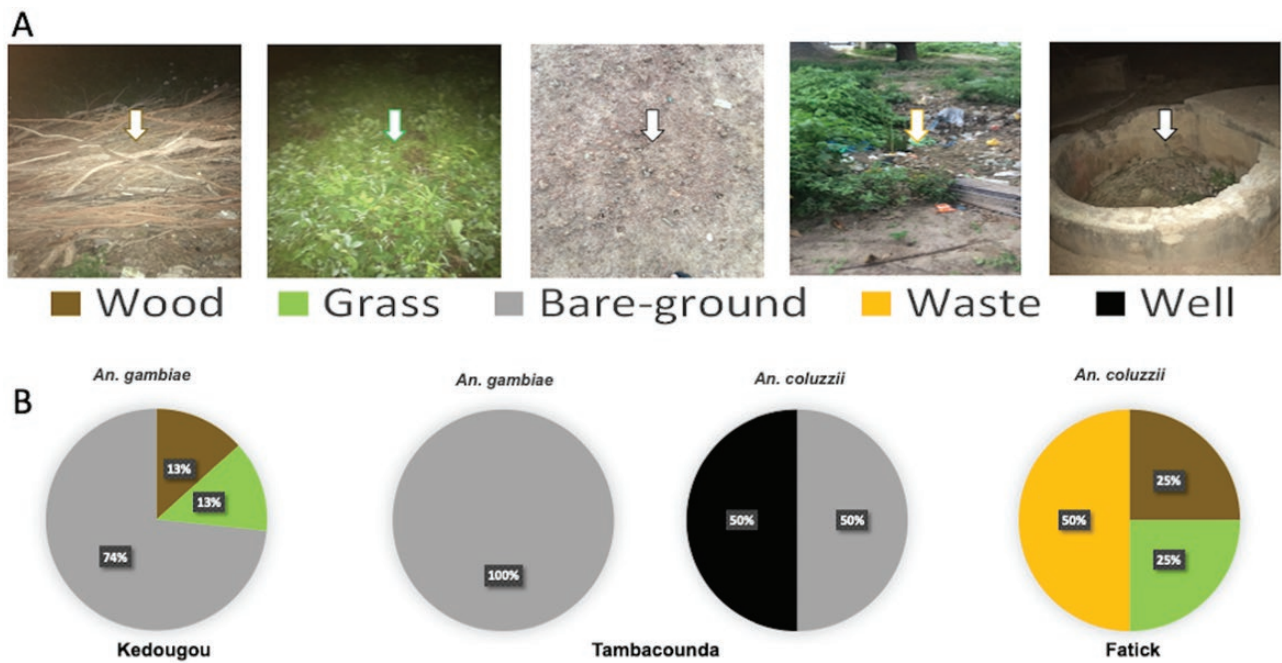 A
Wood Grass Bare-ground Waste Well
B
An. gambiae An. gambiae An. coluzzii An. coluzzii
13%
13%
74%
100%
50% 50%
50%
25%
25%
Kedougou Tambacounda Fatick